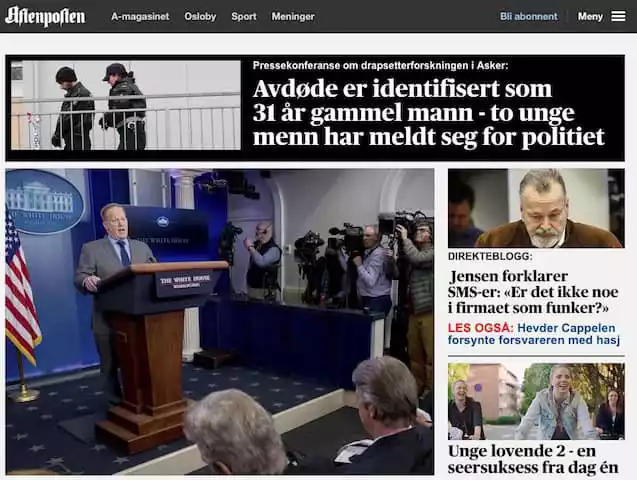 Aftenposten
A-magasinet
Osloby
Sport
Meninger
Bli abonnent
Meny
Pressekonferanse om drapsetterforskningen i Asker:
Avdøde er identifisert som
31 år gammel mann - to unge
menn har meldt seg for politiet
THE WHITE HOUSE
THE WHITE HOUSE
DIREKTEBLOGG:
Jensen forklarer
SMS-er: «Er det ikke noe
i firmaet som funker?»
LES OGSÅ: Hevder Cappelen
forsynte forsvareren med hasj
Unge lovende 2 - en
seersuksess fra dag én